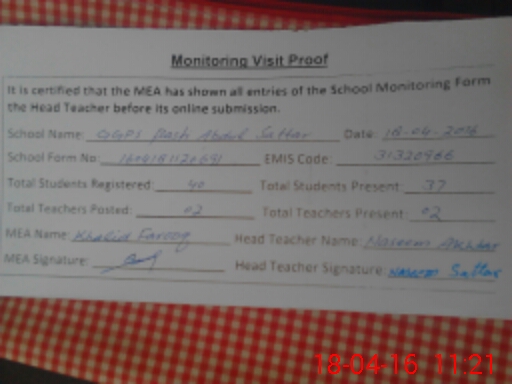 Monitoring Visit Proof
It is certified that the MEA has shown all entries of the School Monitoring Form
the Head Teacher before its online submission.
School Name: GGPS Abdul Sattar Date: 18-04-2016
School Form No: EMIS Code: 31320966
Total Students Registered: 40 Total Students Present: 37
Total Teachers Posted: 02 Total Teachers Present: 02
MEA Name: Khalid Farooq Head Teacher Name: Naseem Akhtar
MEA Signature: Head Teacher Signature: Naseem Sattar
18-04-16 11:21